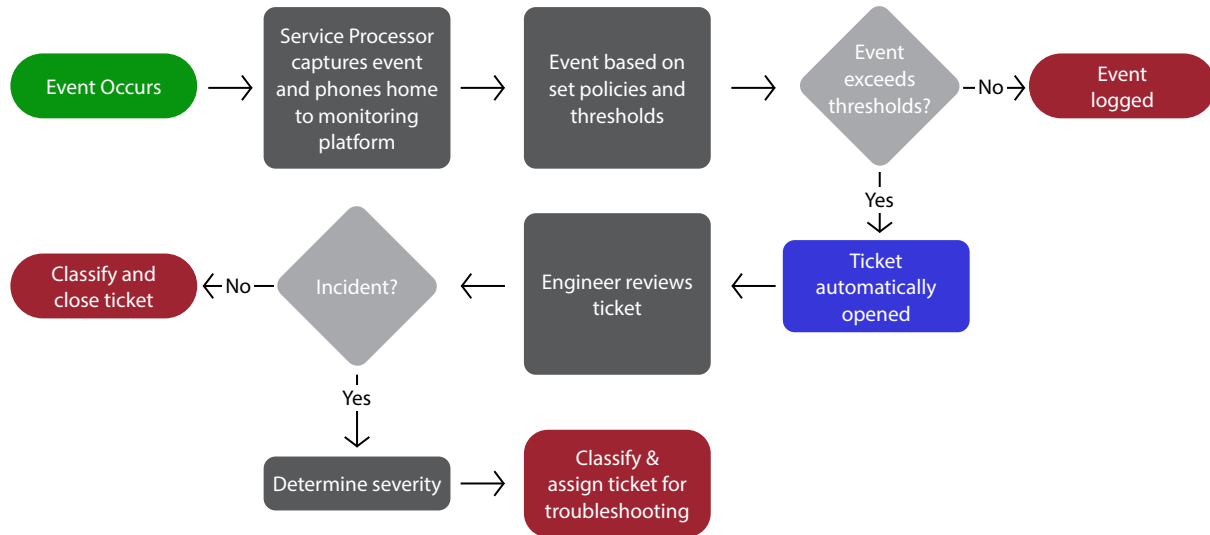 Event Occurs
Service Processor
captures event
and phones home
to monitoring
platform
Event based on
set policies and
thresholds
Event
exceeds
thresholds?
No
Event
logged
Yes
Ticket
automatically
opened
Engineer reviews
ticket
Incident?
No
Classify and
close ticket
Yes
Determine severity
Classify &
assign ticket for
troubleshooting